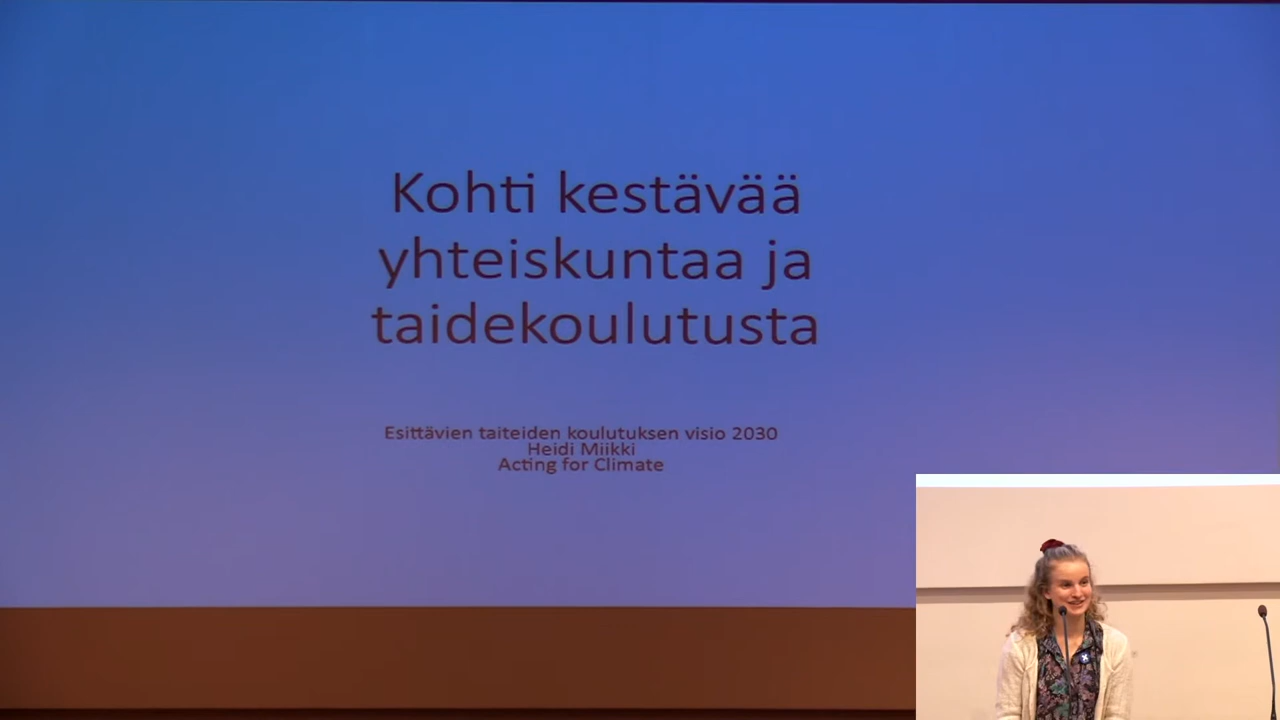 Kohti kestävää
yhteiskuntaa ja
taidekoulutusta
Esittävien taiteiden koulutuksen visio 2030
Heidi Miikki
Acting for Climate